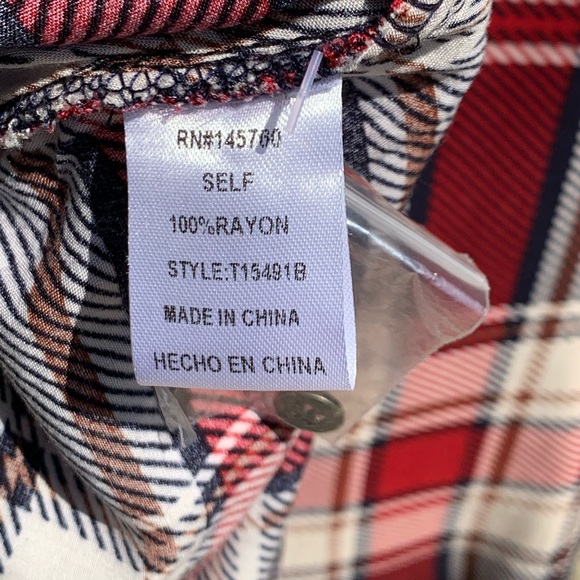 RN#145760
SELF
100%RAYON
STYLE:T15491B
MADE IN CHINA
HECHO EN CHINA